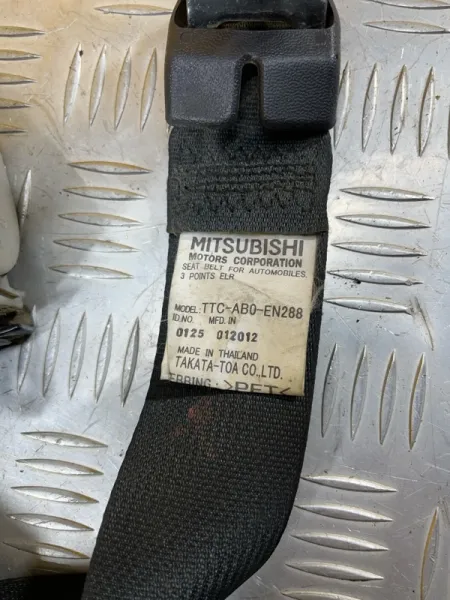 MITSUBISHI
MOTORS CORPORATION
SEAT BELT FOR AUTOMOBILES.
3 POINTS ELR
MODEL: TTC-AB0-EN288
ID.NO. MFD.IN
0125 012012
MADE IN THAILAND
TAKATA-TOA CO.,LTD.
>PET<